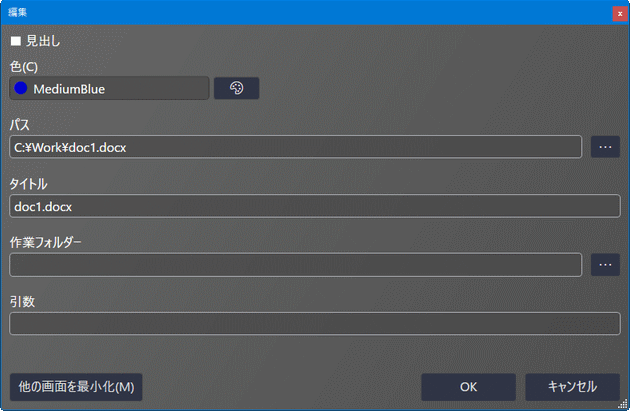 編集
x
見出し
色(C)
MediumBlue
パス
C:¥Work¥doc1.docx
...
タイトル
doc1.docx
作業フォルダー
...
引数
他の画面を最小化(M)
OK
キャンセル